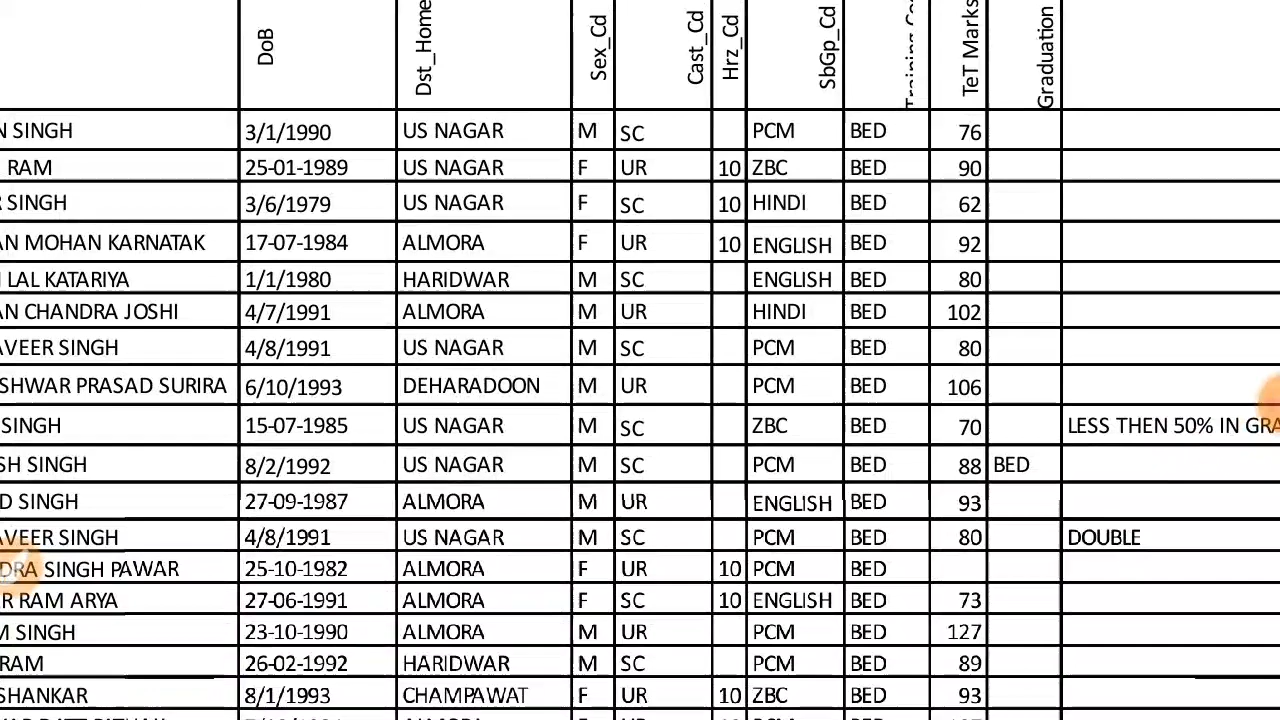 DoB Dst_Home Sex_Cd Cast_Cd Hrz_Cd SbGp_Cd TeT Marks Graduation
N SINGH 3/1/1990 US NAGAR M SC PCM BED 76
RAM 25-01-1989 US NAGAR F UR 10 ZBC BED 90
R SINGH 3/6/1979 US NAGAR F SC 10 HINDI BED 62
AN MOHAN KARNATAK 17-07-1984 ALMORA F UR 10 ENGLISH BED 92
LAL KATARIYA 1/1/1980 HARIDWAR M SC ENGLISH BED 80
AN CHANDRA JOSHI 4/7/1991 ALMORA M UR HINDI BED 102
AVEER SINGH 4/8/1991 US NAGAR M SC PCM BED 80
SHWAR PRASAD SURIRA 6/10/1993 DEHARADOON M UR PCM BED 106
SINGH 15-07-1985 US NAGAR M SC ZBC BED 70 LESS THEN 50% IN GRA
SH SINGH 8/2/1992 US NAGAR M SC PCM BED 88 BED
D SINGH 27-09-1987 ALMORA M UR ENGLISH BED 93
AVEER SINGH 4/8/1991 US NAGAR M SC PCM BED 80 DOUBLE
DRA SINGH PAWAR 25-10-1982 ALMORA F UR 10 PCM BED
R RAM ARYA 27-06-1991 ALMORA F SC 10 ENGLISH BED 73
M SINGH 23-10-1990 ALMORA M UR PCM BED 127
RAM 26-02-1992 HARIDWAR M SC PCM BED 89
SHANKAR 8/1/1993 CHAMPAWAT F UR 10 ZBC BED 93